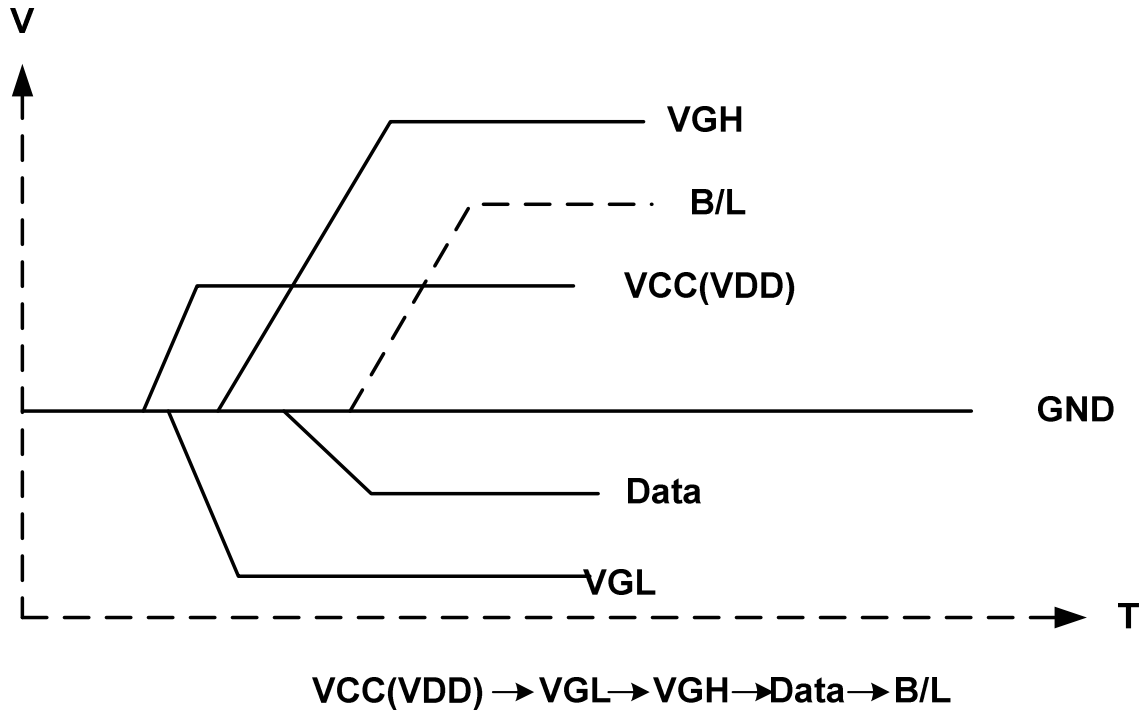 V
VGH
B/L
VCC(VDD)
GND
Data
VGL
T
VCC(VDD)→VGL→VGH→Data→B/L